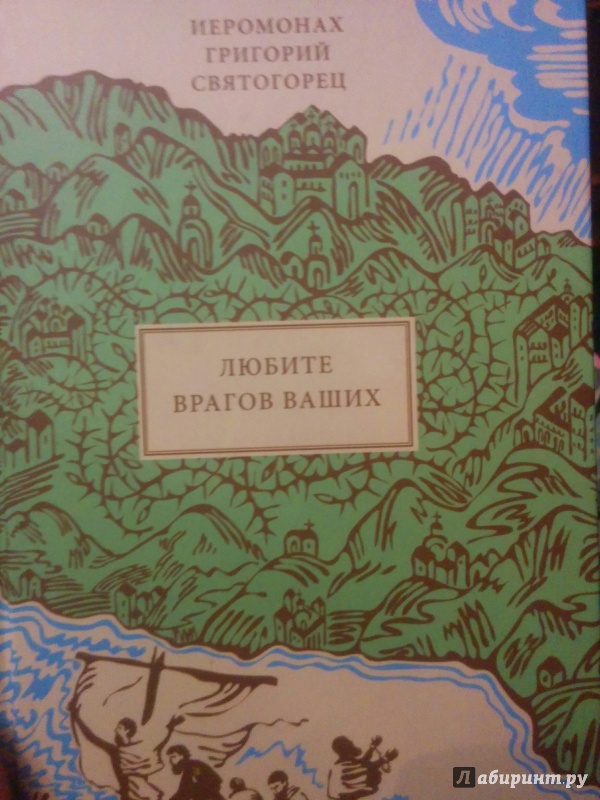 ИЕРОМОНАХ
ГРИГОРИЙ
СВЯТОГОРЕЦ
ЛЮБИТЕ
ВРАГОВ ВАШИХ
Лабиринт.ру